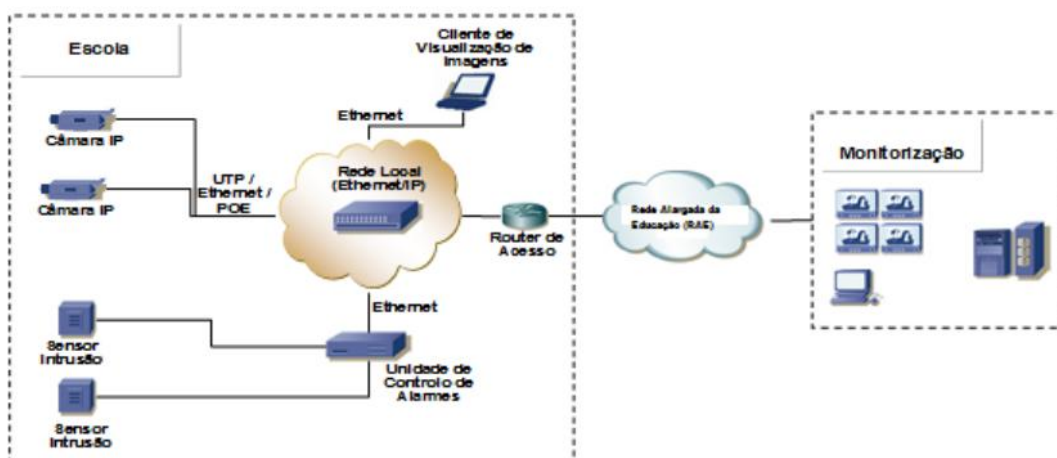 Escola
Cliente de
Visualização de
Imagens
Ethernet
Câmara IP
Câmara IP
UTP /
Ethernet /
POE
Rede Local
(Ethernet/IP)
Router de
Acesso
Rede Alargada da
Educação (RAE)
Monitorização
Ethernet
Sensor
Intrusão
Unidade de
Controlo de
Alarmes
Sensor
Intrusão